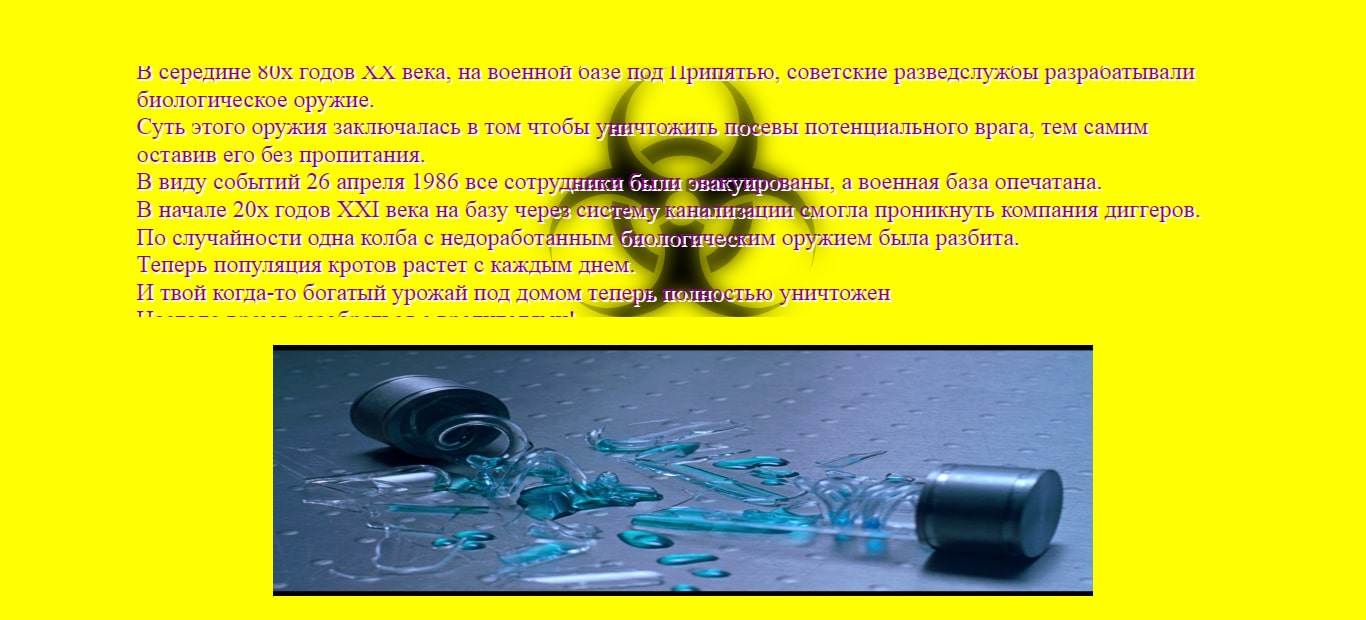 В середине 80х годов XX века, на военной базе под Припятью, советские разведслужбы разрабатывали
биологическое оружие.
Суть этого оружия заключалась в том чтобы уничтожить посевы потенциального врага, тем самим
оставив его без пропитания.
В виду событий 26 апреля 1986 все сотрудники были эвакуированы, а военная база опечатана.
В начале 20х годов XXI века на базу через систему канализации смогла проникнуть компания диггеров.
По случайности одна колба с недоработанным биологическим оружием была разбита.
Теперь популяция кротов растет с каждым днем.
И твой когда-то богатый урожай под домом теперь полностью уничтожен